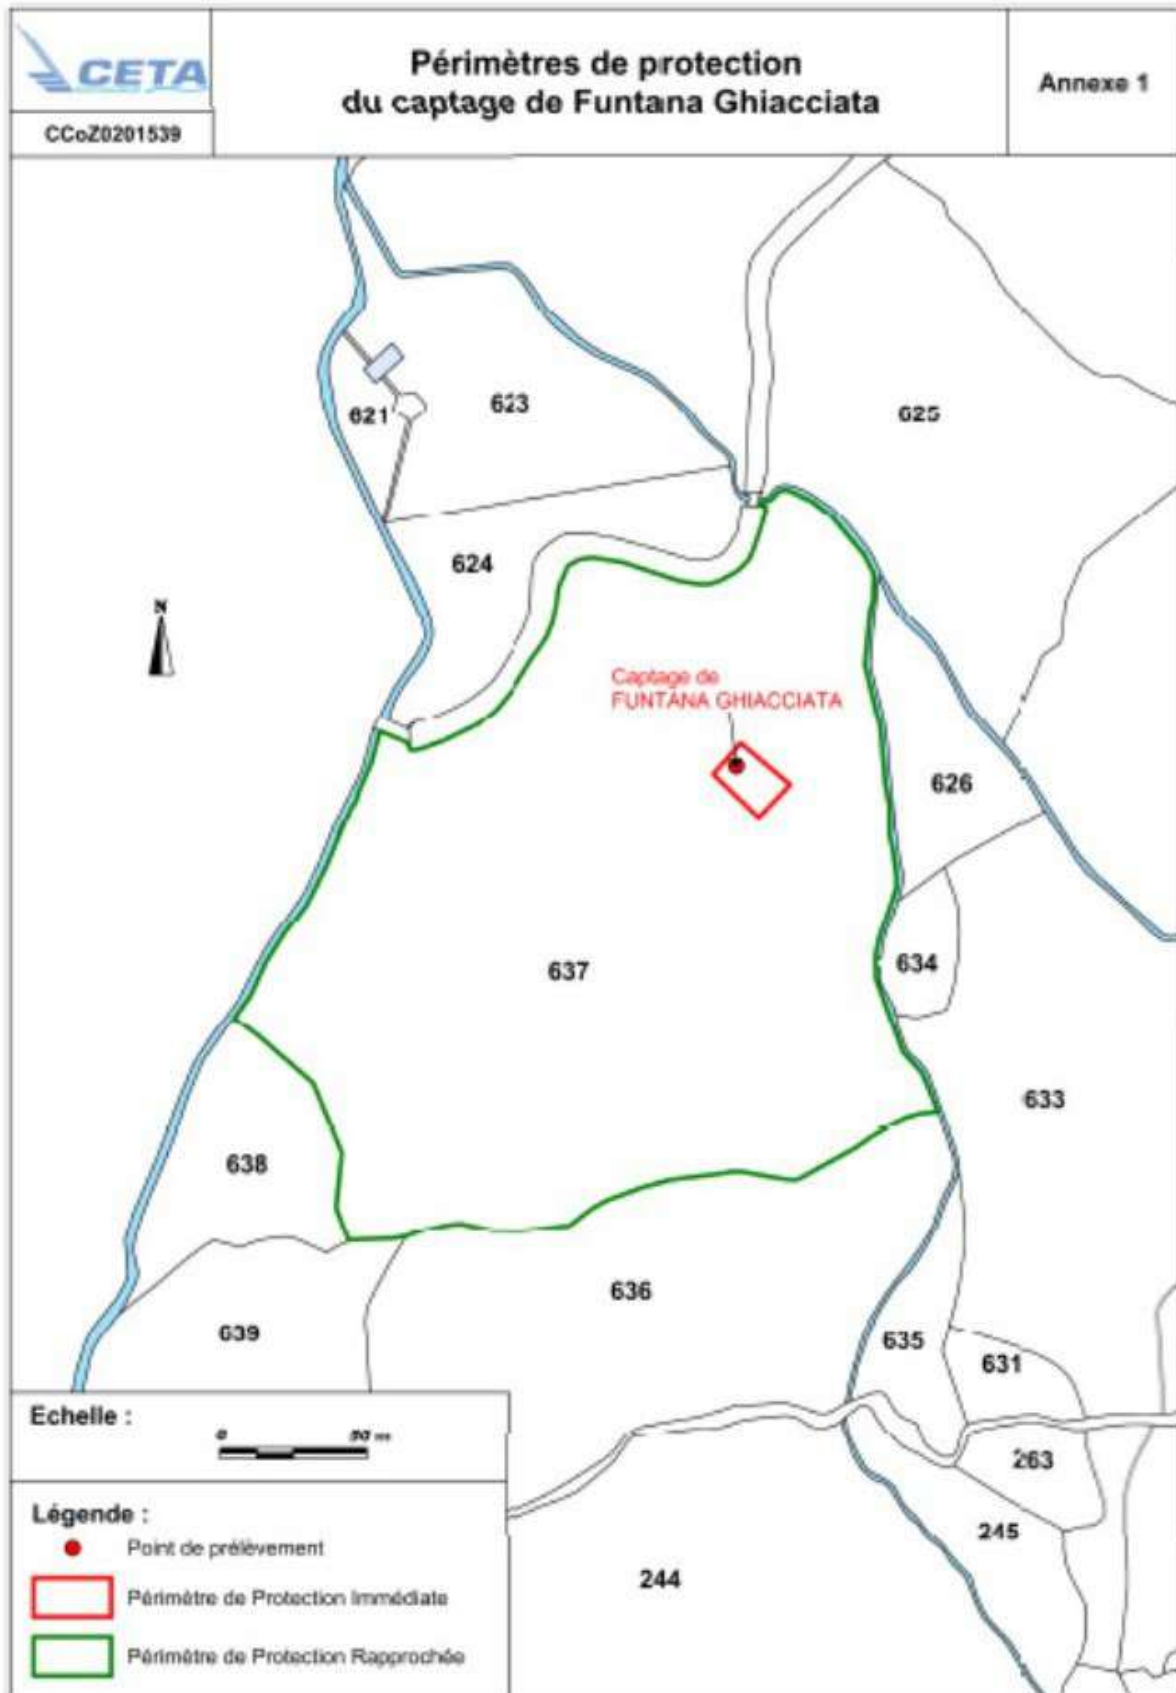 CETA
CCoZ0201539
Périmètres de protection
du captage de Funtana Ghiacciata
Annexe 1
623
621
625
624
N
Captage de
FUNTANA GHIACCIATA
626
637
634
633
638
636
639
635
631
263
245
244
Echelle :
0 50 m
Légende :
Point de prélèvement
Périmètre de Protection Immédiate
Périmètre de Protection Rapprochée